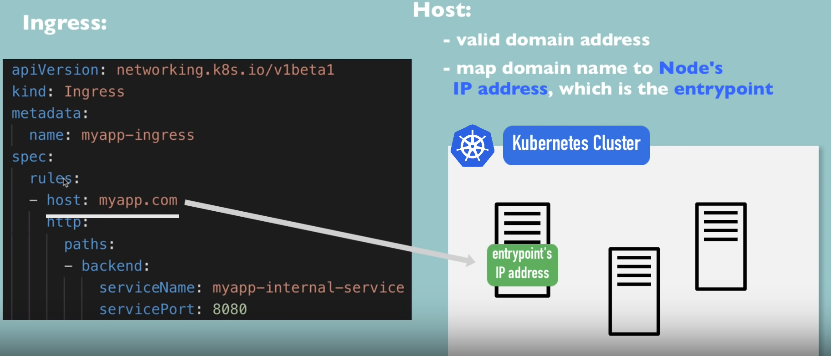 Ingress:
apiVersion: networking.k8s.io/v1beta1
kind: Ingress
metadata:
name: myapp-ingress
spec:
rules:
- host: myapp.com
http:
paths:
- backend:
serviceName: myapp-internal-service
servicePort: 8080
Host:
- valid domain address
- map domain name to Node's
IP address, which is the entrypoint
Kubernetes Cluster
entrypoint's
IP address